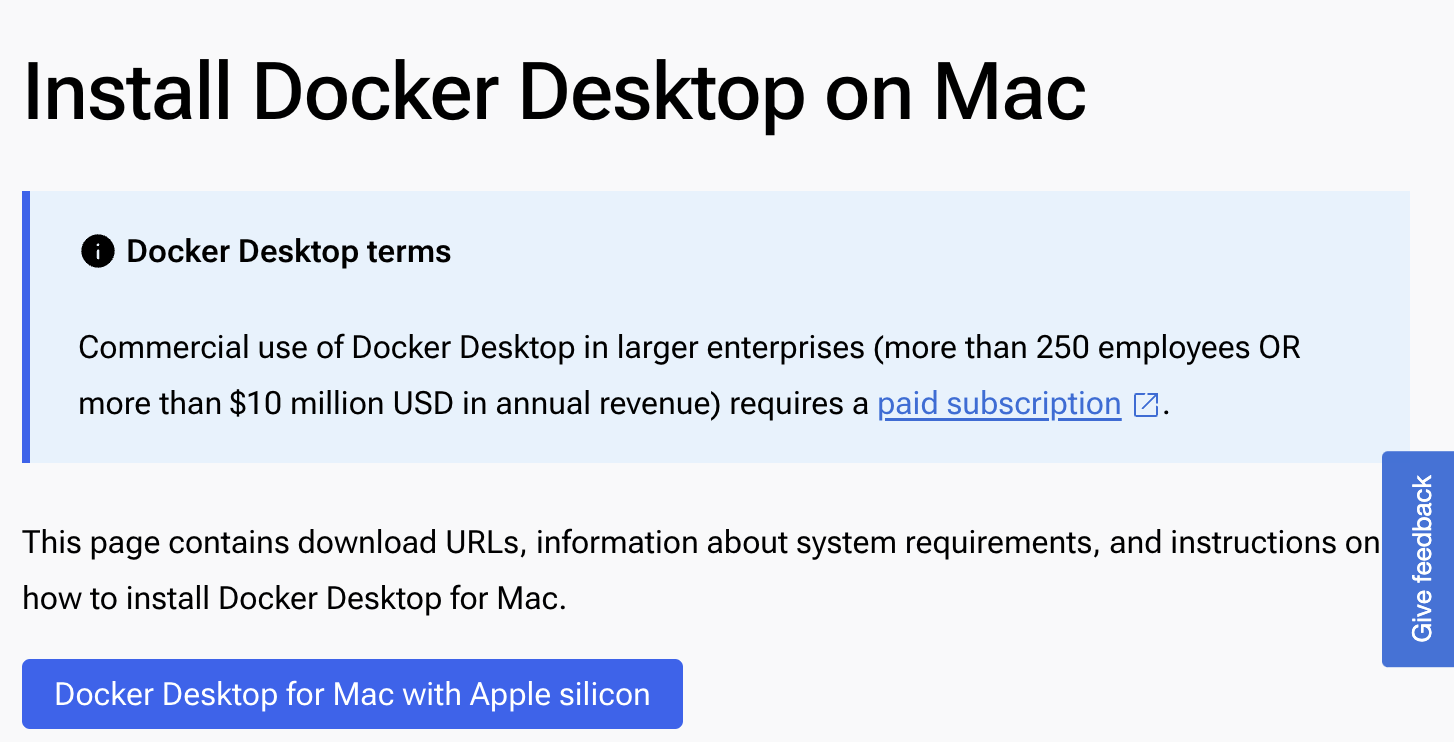 Install Docker Desktop on Mac
Docker Desktop terms
Commercial use of Docker Desktop in larger enterprises (more than 250 employees OR
more than $10 million USD in annual revenue) requires a paid subscription.
This page contains download URLs, information about system requirements, and instructions on
how to install Docker Desktop for Mac.
Docker Desktop for Mac with Apple silicon
Give feedback